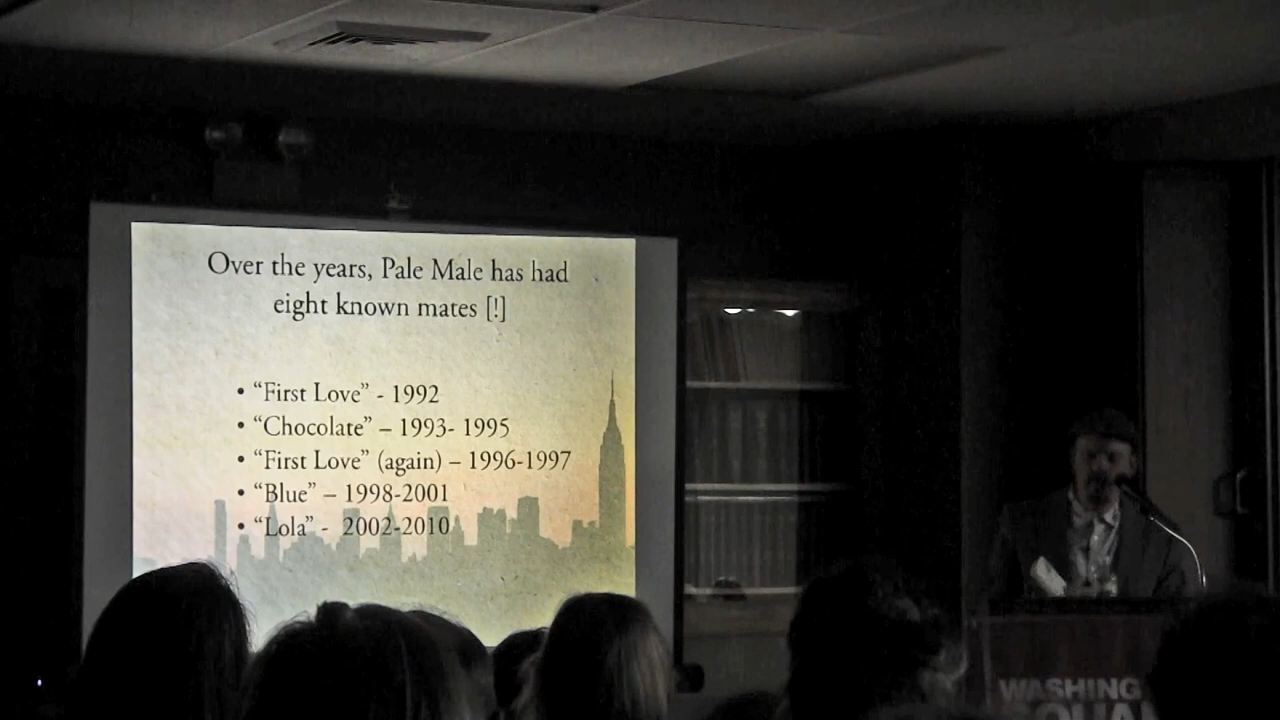 Over the years, Pale Male has had
eight known mates [!]
• “First Love” - 1992
• “Chocolate” – 1993- 1995
• “First Love” (again) – 1996-1997
• “Blue” – 1998-2001
• “Lola” - 2002-2010
WASHING
QUA